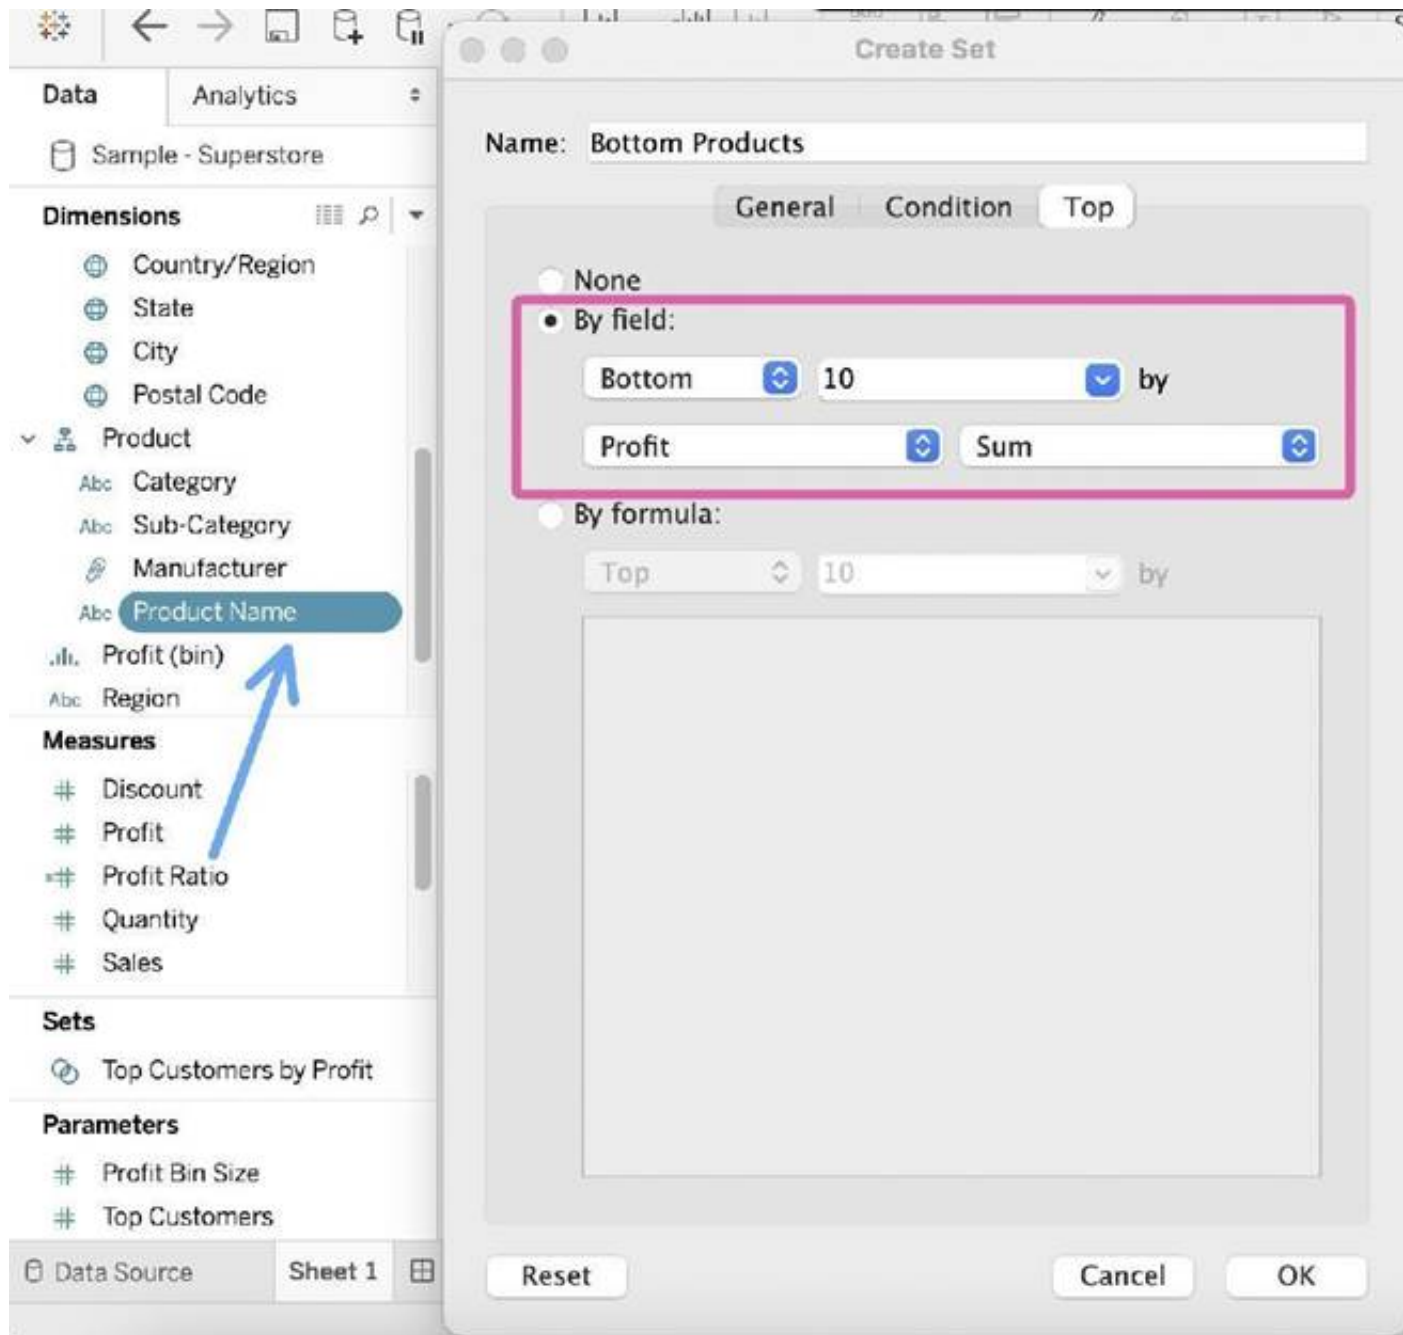 Create Set
Data
Analytics
Sample - Superstore
Dimensions
Country/Region
State
City
Postal Code
Product
Abc Category
Abc Sub-Category
Manufacturer
Abc Product Name
Profit (bin)
Abc Region
Measures
Discount
Profit
Profit Ratio
Quantity
Sales
Sets
Top Customers by Profit
Parameters
Profit Bin Size
Top Customers
Data Source
Sheet 1
Name: Bottom Products
General
Condition
Top
None
By field:
Bottom
10
by
Profit
Sum
By formula:
Top
10
by
Reset
Cancel
OK